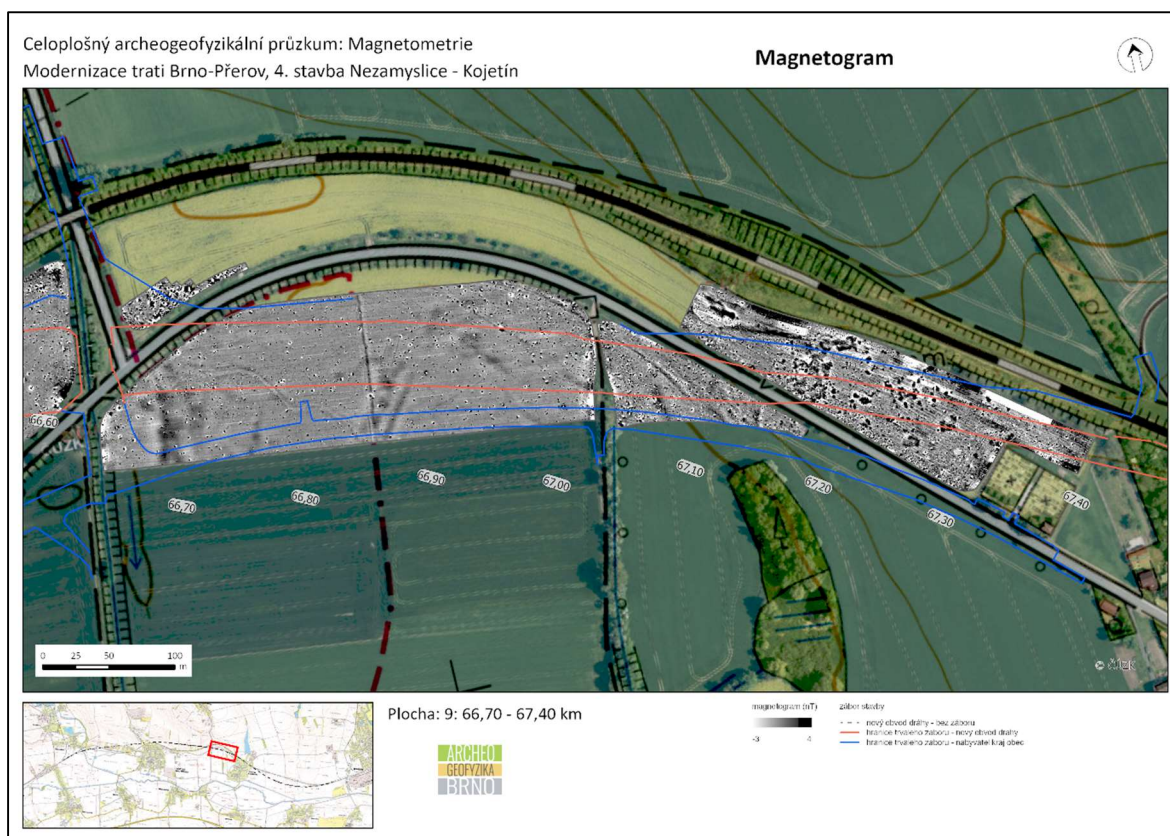 Celoplošný archeogeofyzikální průzkum: Magnetometrie
Modernizace trati Brno-Přerov, 4. stavba Nezamyslice - Kojetín
Magnetogram
66,60
66,70
66,80
66,90
67,00
67,10
67,20
67,30
67,40
0 25 50 100
m
© ČÚZK
Plocha: 9: 66,70 - 67,40 km
ARCHEO
GEOFYZIKA
BRNO
magnetogram (nT)
-3 4
zábor stavby
nový obvod dráhy - bez záboru
hranice trvalého záboru - nový obvod dráhy
hranice trvalého záboru - nabyvatel kraj obec